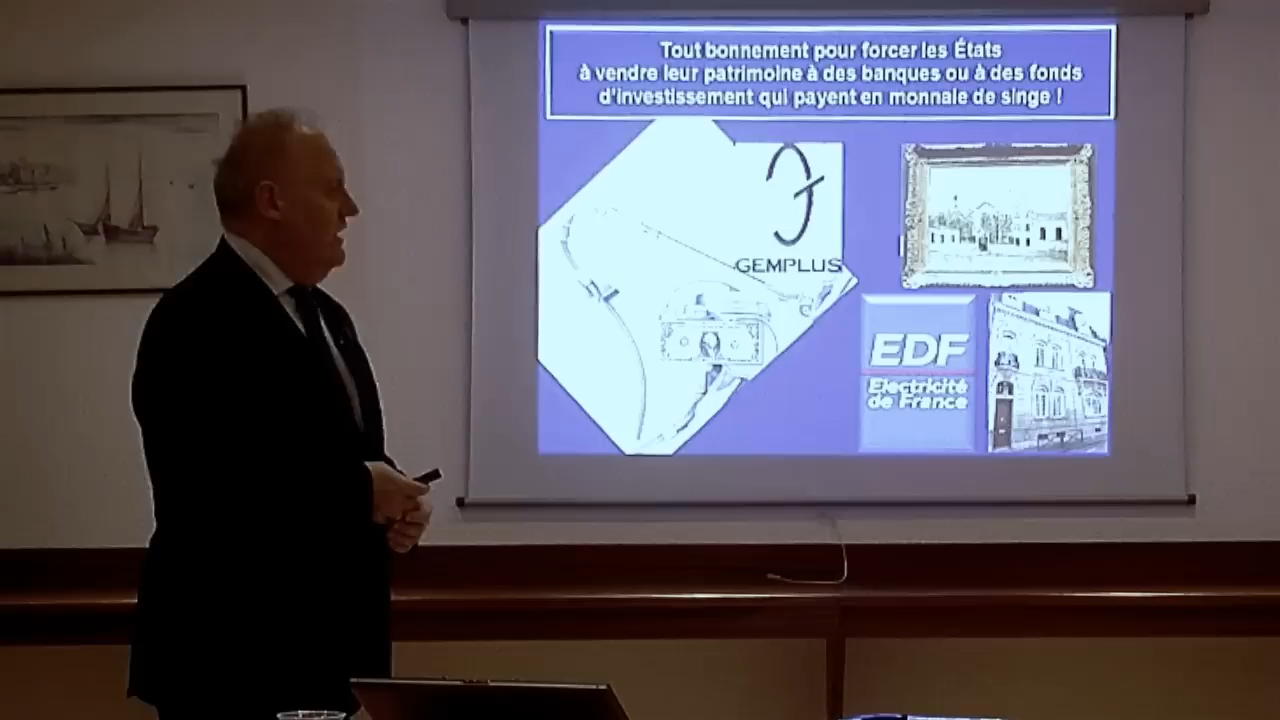 Tout bonnement pour forcer les États
à vendre leur patrimoine à des banques ou à des fonds
d'investissement qui payent en monnaie de singe !
GEMPLUS
EDF
Electricité
de France